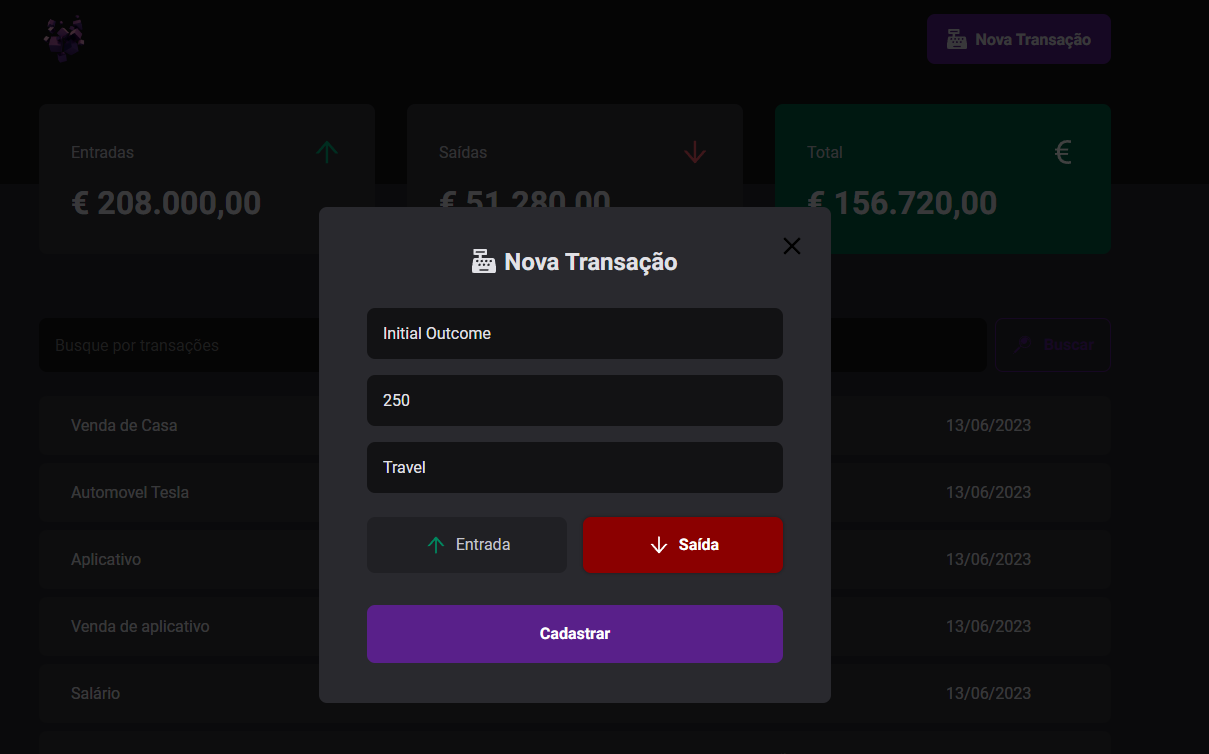 Nova Transação
Entradas
Saídas
Total
€
€ 208.000,00
€ 51.280,00
€ 156.720,00
Nova Transação
Initial Outcome
250
Travel
Entrada
Saída
Cadastrar
Busque por transações
Buscar
Venda de Casa
13/06/2023
Automovel Tesla
13/06/2023
Aplicativo
13/06/2023
Venda de aplicativo
13/06/2023
Salário
13/06/2023